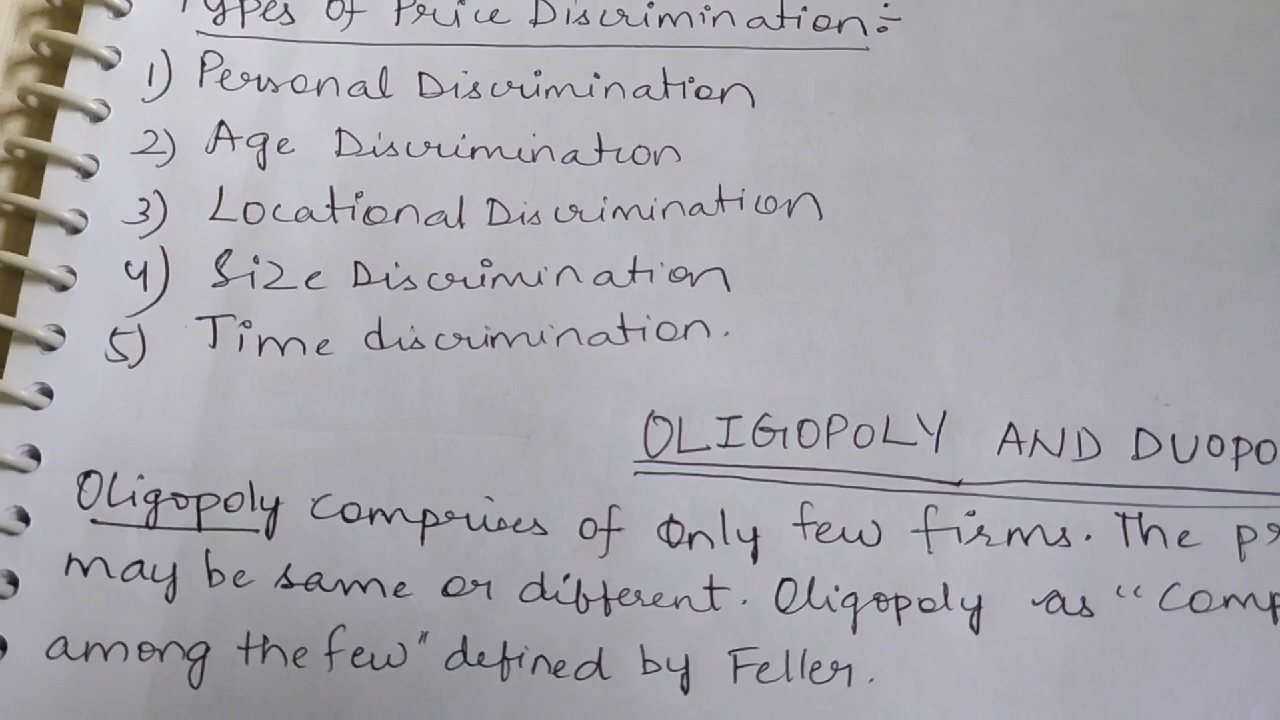 Types of Price Discrimination:-
1) Personal Discrimination
2) Age Discrimination
3) Locational Discrimination
4) Size Discrimination
5) Time discrimination.
OLIGOPOLY AND DUOPO
Oligopoly comprises of only few firms. The
may be same or different. Oligopoly as "Comp
among the few" defined by Feller.